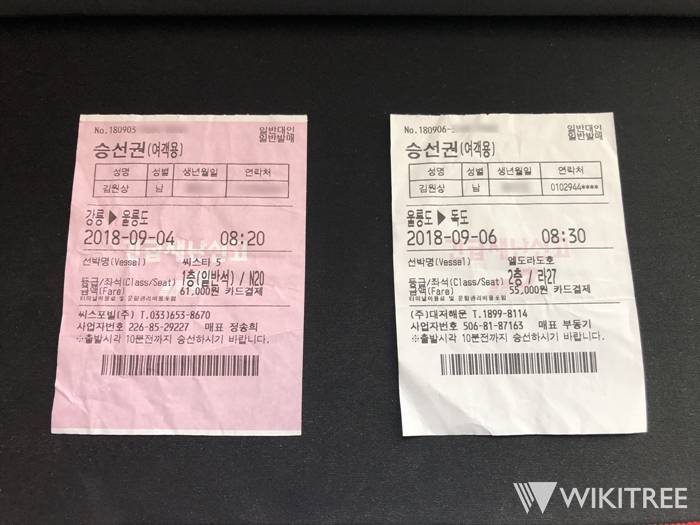 No.180903
일반대인
일반발매
승선권(여객용)
성명 성별 생년월일 연락처
김원상 남
강릉 ▶ 울릉도
2018-09-04 08:20
선박명(Vessel) 씨스타 5
등급/좌석(Class/Seat) 1층(일반석) / N20
금액(Fare) 61,000원 카드결제
터미널이용료 및 운항관리비용포함
씨스포빌(주) T.033)653-8670
사업자번호 226-85-29227 매표 정송희
※출발시각 10분전까지 승선하시기 바랍니다.
No.180906-
일반대인
일반발매
승선권(여객용)
성명 성별 생년월일 연락처
김원상 남 0102944****
울릉도 ▶ 독도
2018-09-06 08:30
선박명(Vessel) 엘도라도호
등급/좌석(Class/Seat) 2층 / 라27
금액(Fare) 55,000원 카드결제
터미널이용료 및 운항관리비용포함
(주)대저해운 T.1899-8114
사업자번호 506-81-87163 매표 부동기
※출발시각 10분전까지 승선하시기 바랍니다.
WIKITREE